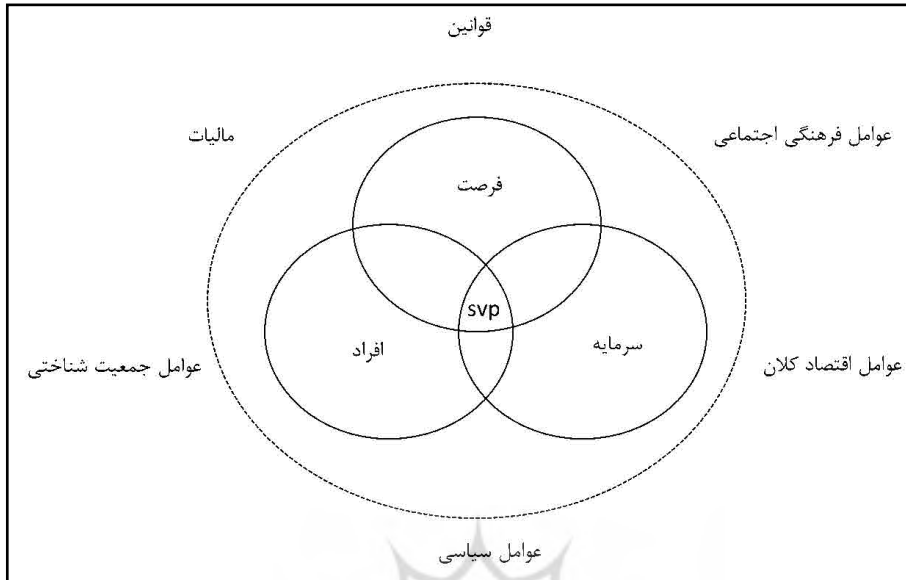 قوانین
عوامل فرهنگی اجتماعی
مالیات
فرصت
svp
سرمایه
افراد
عوامل اقتصاد کلان
عوامل جمعیت شناختی
عوامل سیاسی